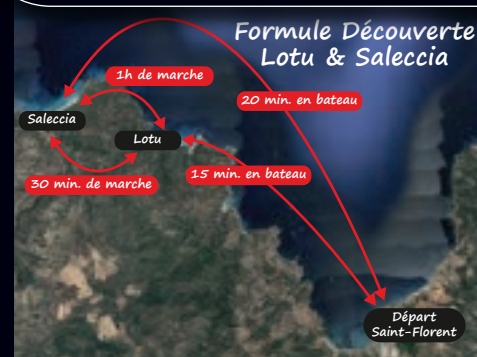 Formule Découverte
Lotu & Saleccia
1h de marche
20 min. en bateau
Saleccia
Lotu
15 min. en bateau
30 min. de marche
Départ
Saint-Florent